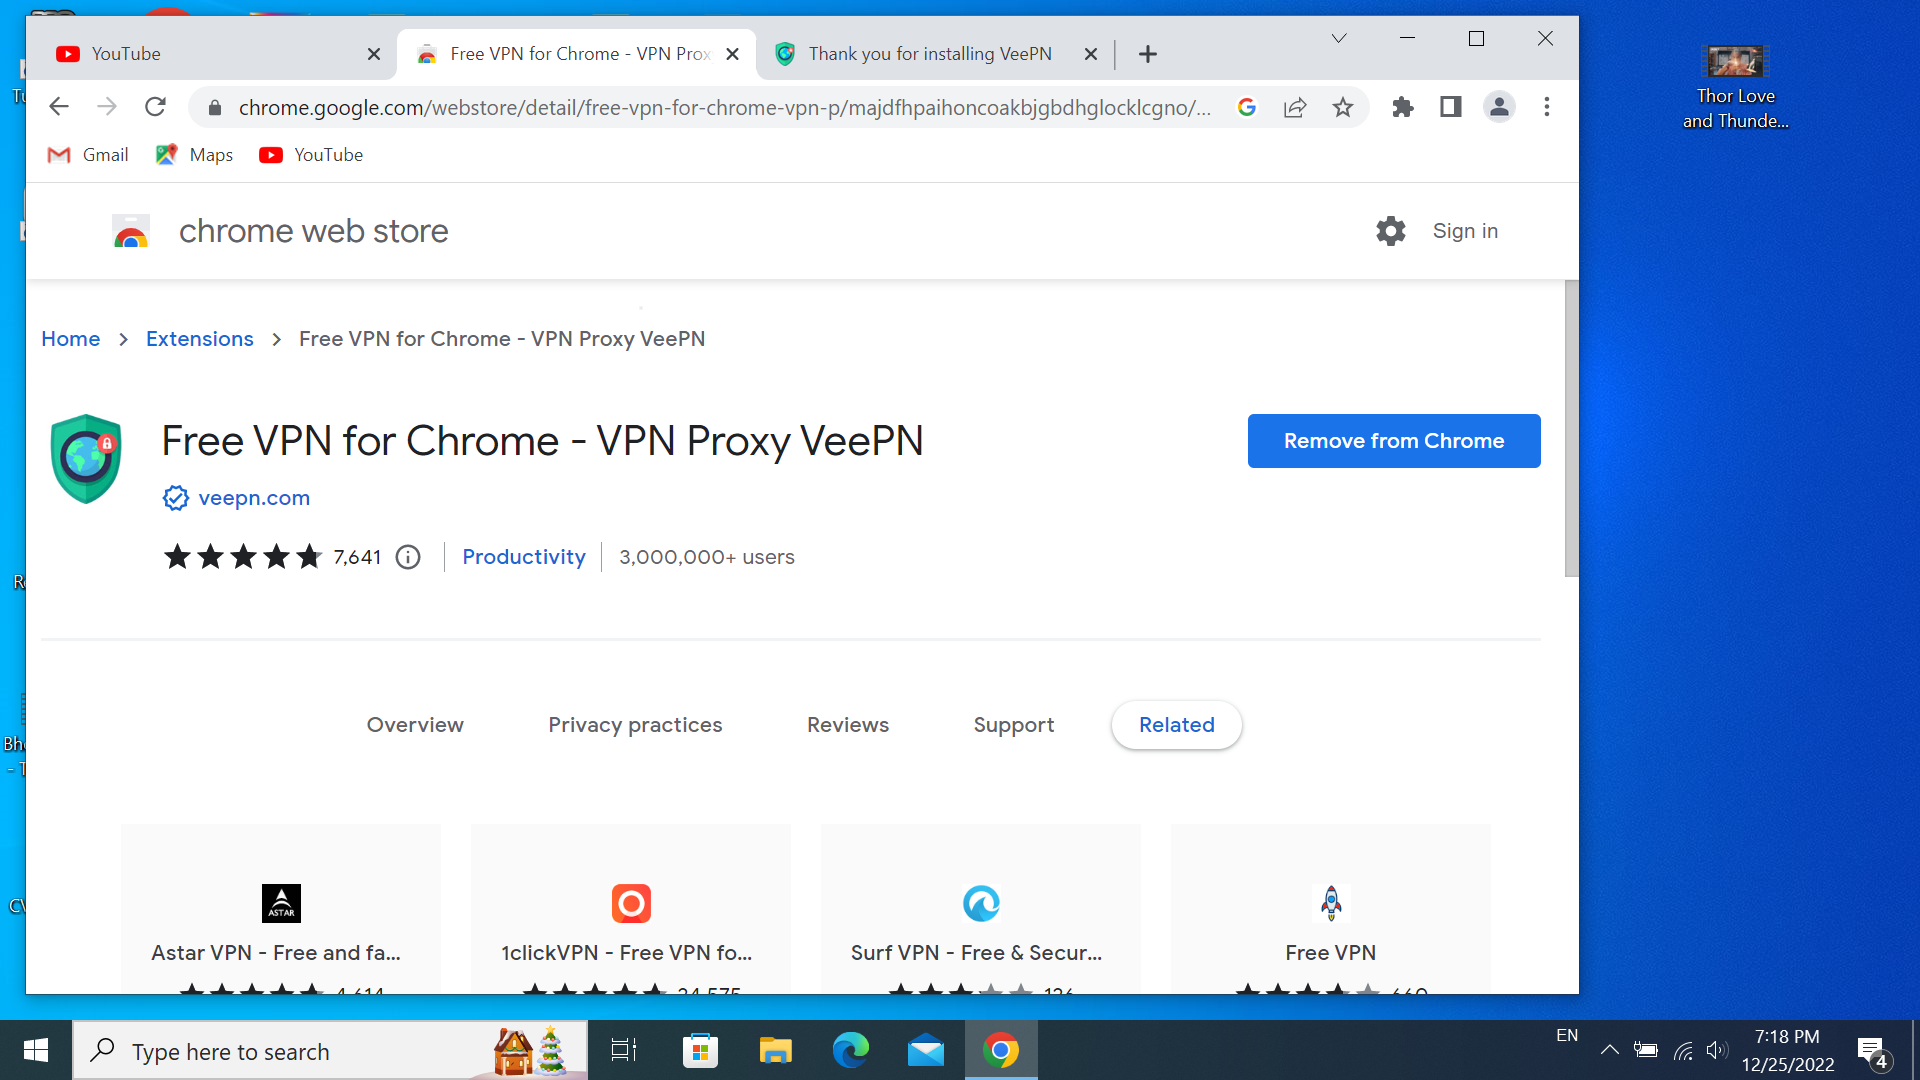 YouTube
Free VPN for Chrome - VPN Prox
Thank you for installing VeePN
chrome.google.com/webstore/detail/free-vpn-for-chrome-vpn-p/majdfhpaihoncoakbjgbdhglocklcgno/...
Gmail
Maps
YouTube
chrome web store
Sign in
Home
Extensions
Free VPN for Chrome - VPN Proxy VeePN
Free VPN for Chrome - VPN Proxy VeePN
Remove from Chrome
veepn.com
7,641
Productivity
3,000,000+ users
Overview
Privacy practices
Reviews
Support
Related
ASTAR
Astar VPN - Free and fa...
1clickVPN - Free VPN fo...
Surf VPN - Free & Secur...
Free VPN
Thor Love
and Thunde...
Type here to search
EN
7:18 PM
12/25/2022
4